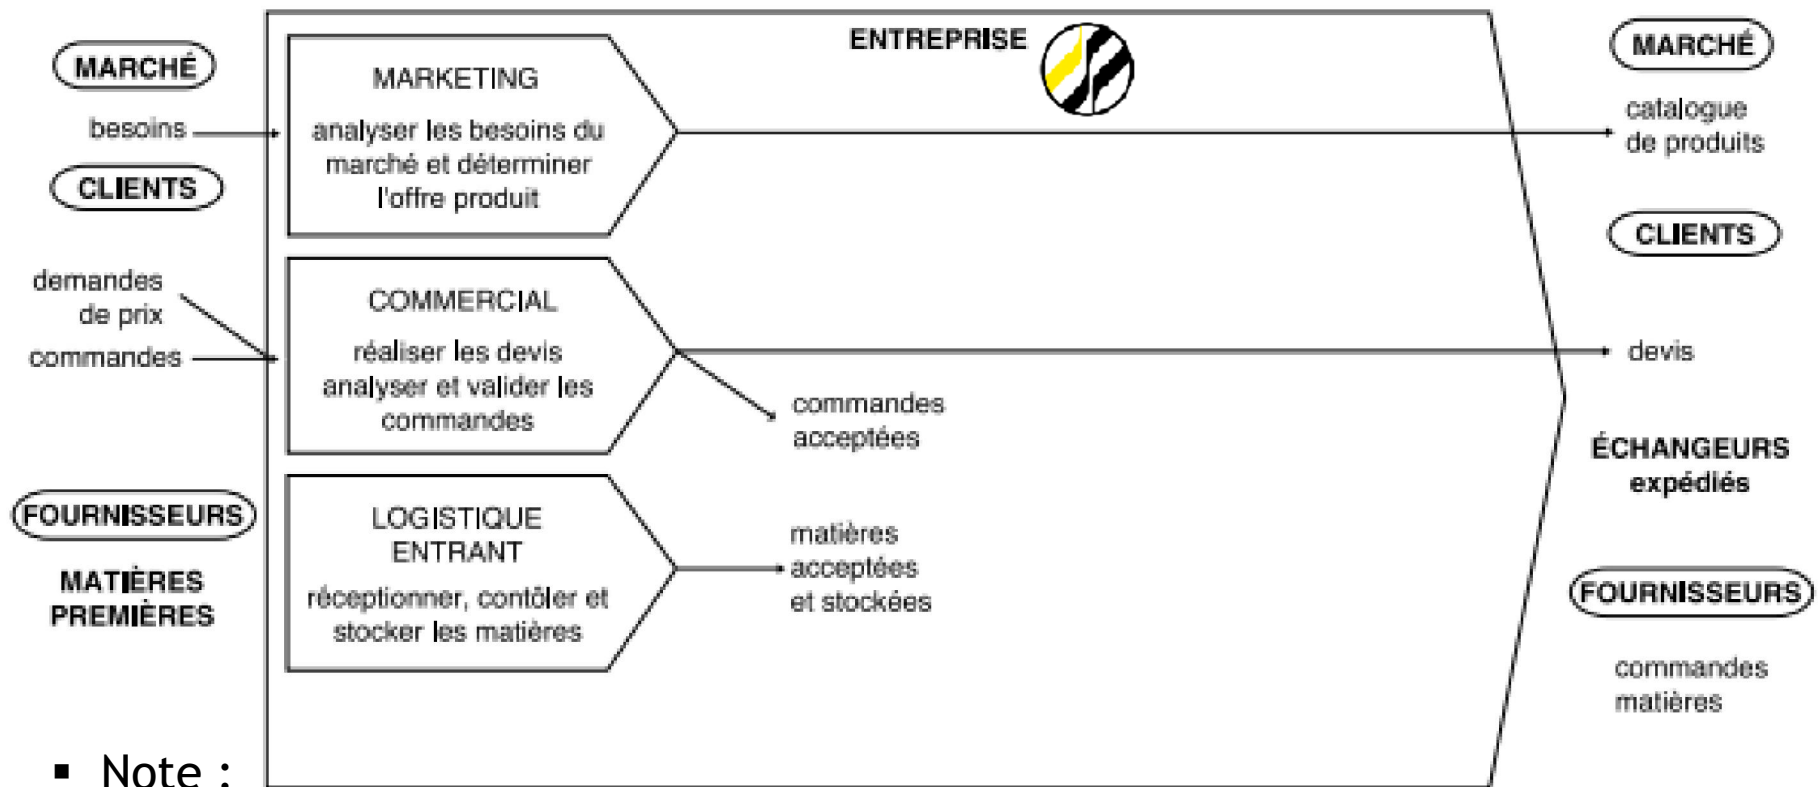 MARCHÉ
besoins
CLIENTS
demandes
de prix
commandes
FOURNISSEURS
MATIÈRES
PREMIÈRES
ENTREPRISE
MARKETING
analyser les besoins du
marché et déterminer
l'offre produit
COMMERCIAL
réaliser les devis
analyser et valider les
commandes
commandes
acceptées
LOGISTIQUE
ENTRANT
réceptionner, contôler et
stocker les matières
matières
acceptées
et stockées
MARCHÉ
catalogue
de produits
CLIENTS
devis
ÉCHANGEURS
expédiés
FOURNISSEURS
commandes
matières
▪ Note :